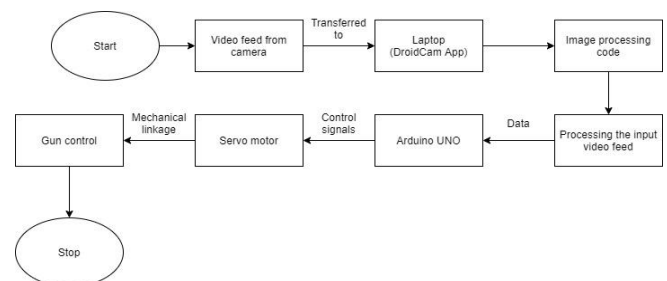 Start
Video feed from
camera
Transferred
to
Laptop
(DroidCam App)
Image processing
code
Gun control
Mechanical
linkage
Servo motor
Control
signals
Arduino UNO
Data
Processing the input
video feed
Stop